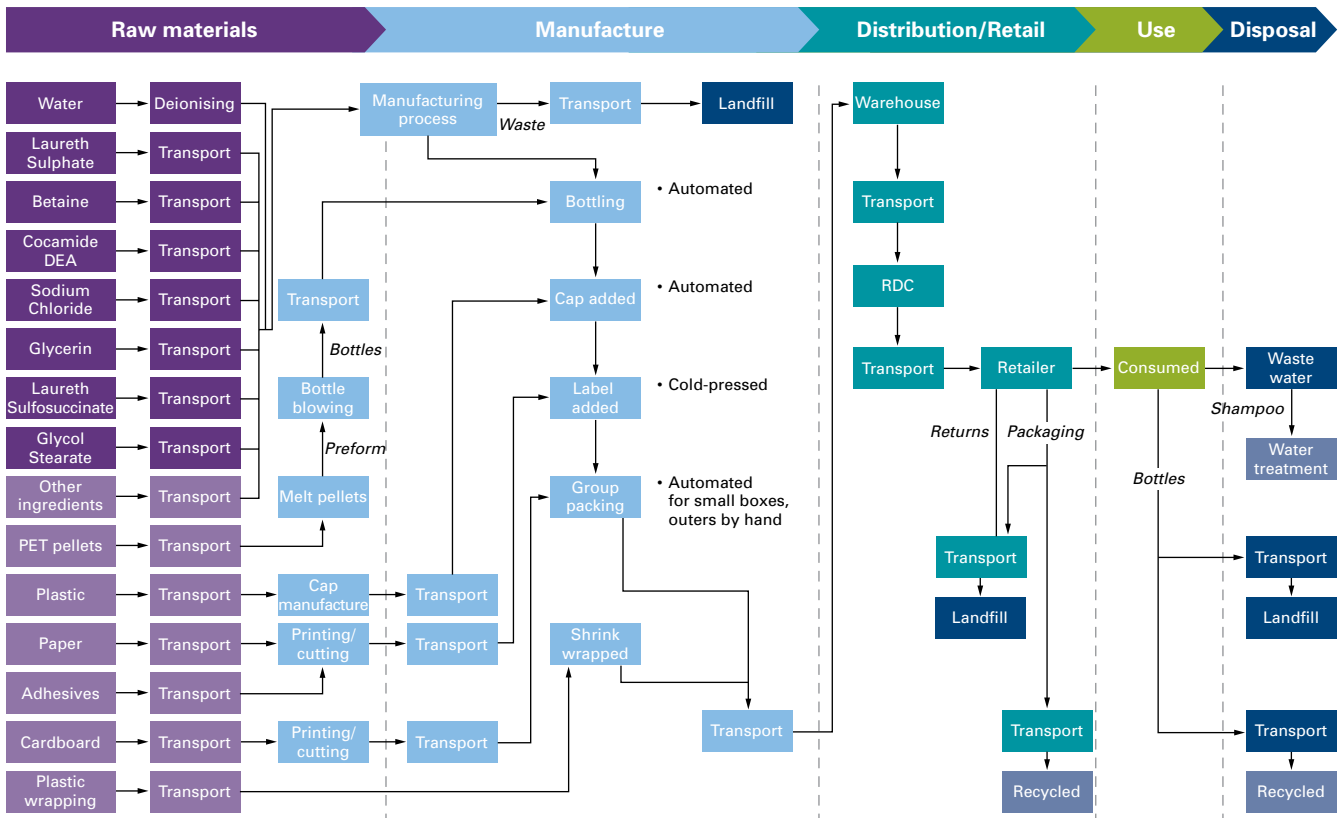 Raw materials
Manufacture
Distribution/Retail
Use
Disposal
Water
Deionising
Manufacturing
process
Waste
Transport
Landfill
Warehouse
Laureth
Sulphate
Transport
Betaine
Transport
Bottling
• Automated
Transport
Cocamide
DEA
Transport
Sodium
Chloride
Transport
Transport
Cap added
• Automated
RDC
Glycerin
Transport
Bottles
Transport
Retailer
Consumed
Waste
water
Laureth
Sulfosuccinate
Transport
Bottle
blowing
Label
added
• Cold-pressed
Shampoo
Glycol
Stearate
Transport
Preform
Returns
Packaging
Water
treatment
Other
ingredients
Transport
Melt pellets
Group
packing
• Automated
for small boxes,
outers by hand
Bottles
PET pellets
Transport
Transport
Transport
Plastic
Transport
Cap
manufacture
Transport
Landfill
Landfill
Paper
Transport
Printing/
cutting
Transport
Shrink
wrapped
Adhesives
Transport
Cardboard
Transport
Printing/
cutting
Transport
Transport
Transport
Transport
Plastic
wrapping
Transport
Recycled
Recycled